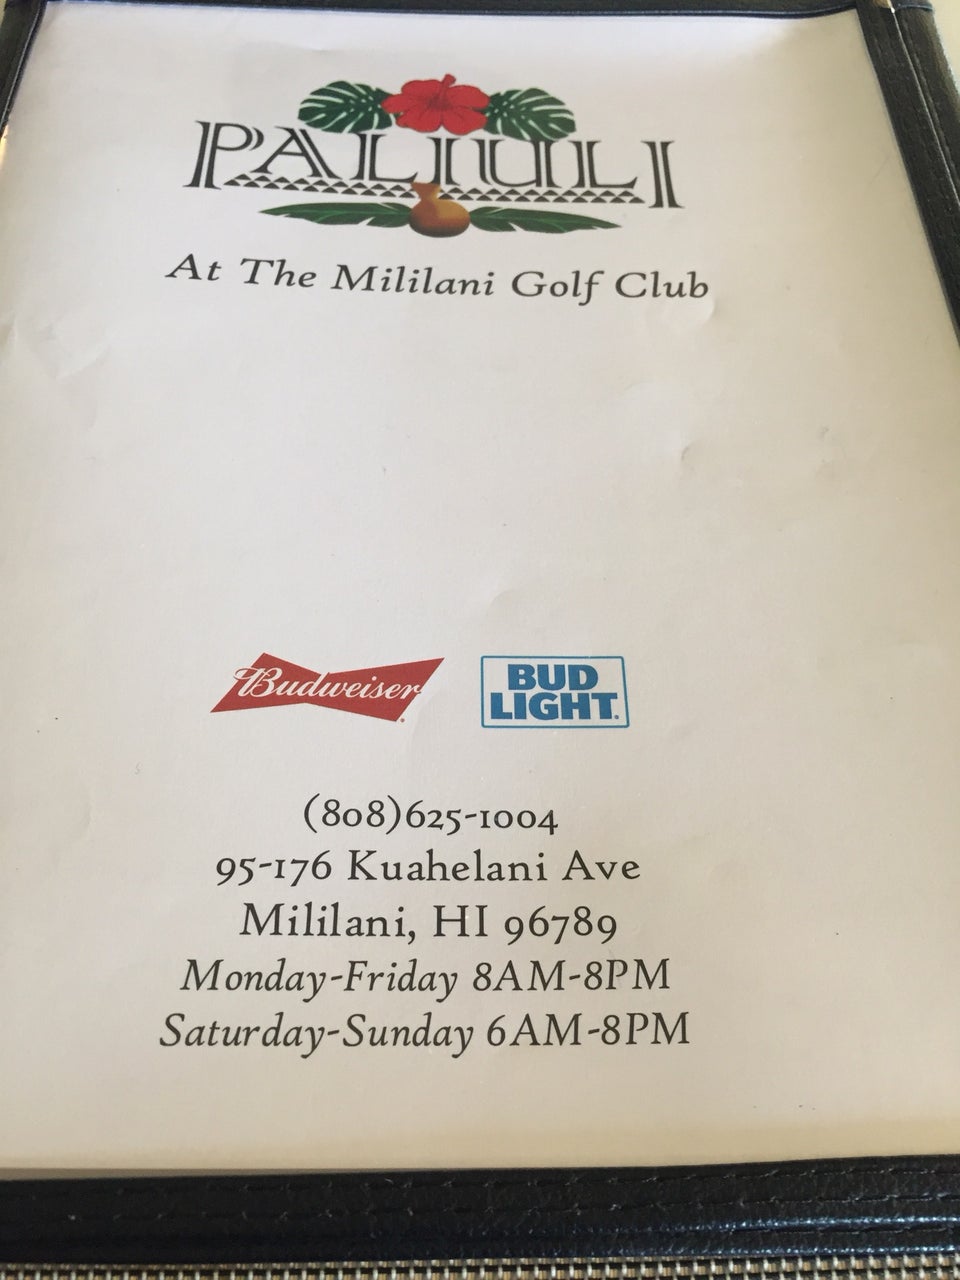 PALIULI
At The Mililani Golf Club
Budweiser
BUD
LIGHT.
(808)625-1004
95-176 Kuahelani Ave
Mililani, HI 96789
Monday-Friday 8AM-8PM
Saturday-Sunday 6AM-8PM